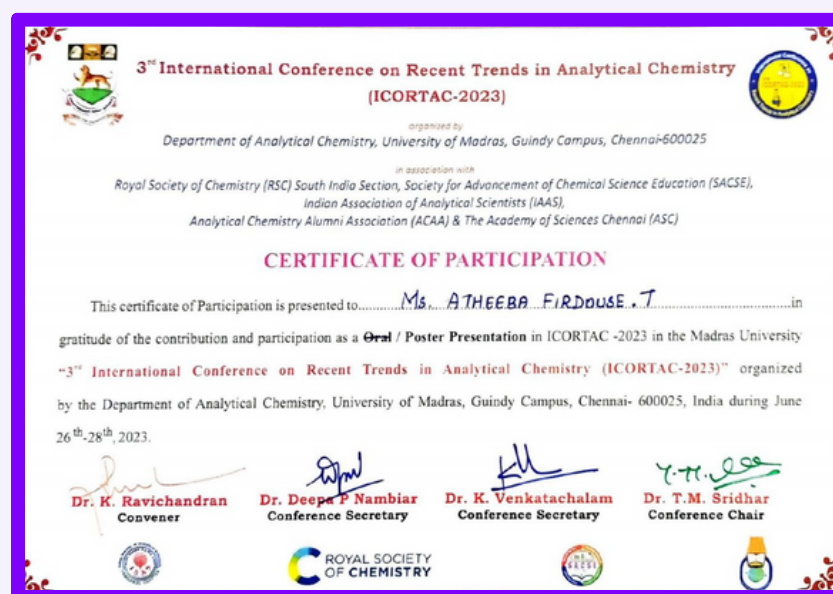 3rd International Conference on Recent Trends in Analytical Chemistry
(ICORTAC-2023)
organized by
Department of Analytical Chemistry, University of Madras, Guindy Campus, Chennai-600025
in association with
Royal Society of Chemistry (RSC) South India Section, Society for Advancement of Chemical Science Education (SACSE),
Indian Association of Analytical Scientists (IAAS),
Analytical Chemistry Alumni Association (ACAA) & The Academy of Sciences Chennai (ASC)
CERTIFICATE OF PARTICIPATION
This certificate of Participation is presented to......... Ms. ATHEEBA FIRDOUSE.T .........in
gratitude of the contribution and participation as a Oral / Poster Presentation in ICORTAC -2023 in the Madras University
"3rd International Conference on Recent Trends in Analytical Chemistry (ICORTAC-2023)" organized
by the Department of Analytical Chemistry, University of Madras, Guindy Campus, Chennai- 600025, India during June
26th-28th, 2023.
Dr. K. Ravichandran
Convener
Dr. Deepa P Nambiar
Conference Secretary
Dr. K. Venkatachalam
Conference Secretary
Dr. T.M. Sridhar
Conference Chair
ROYAL SOCIETY
OF CHEMISTRY
SACSE